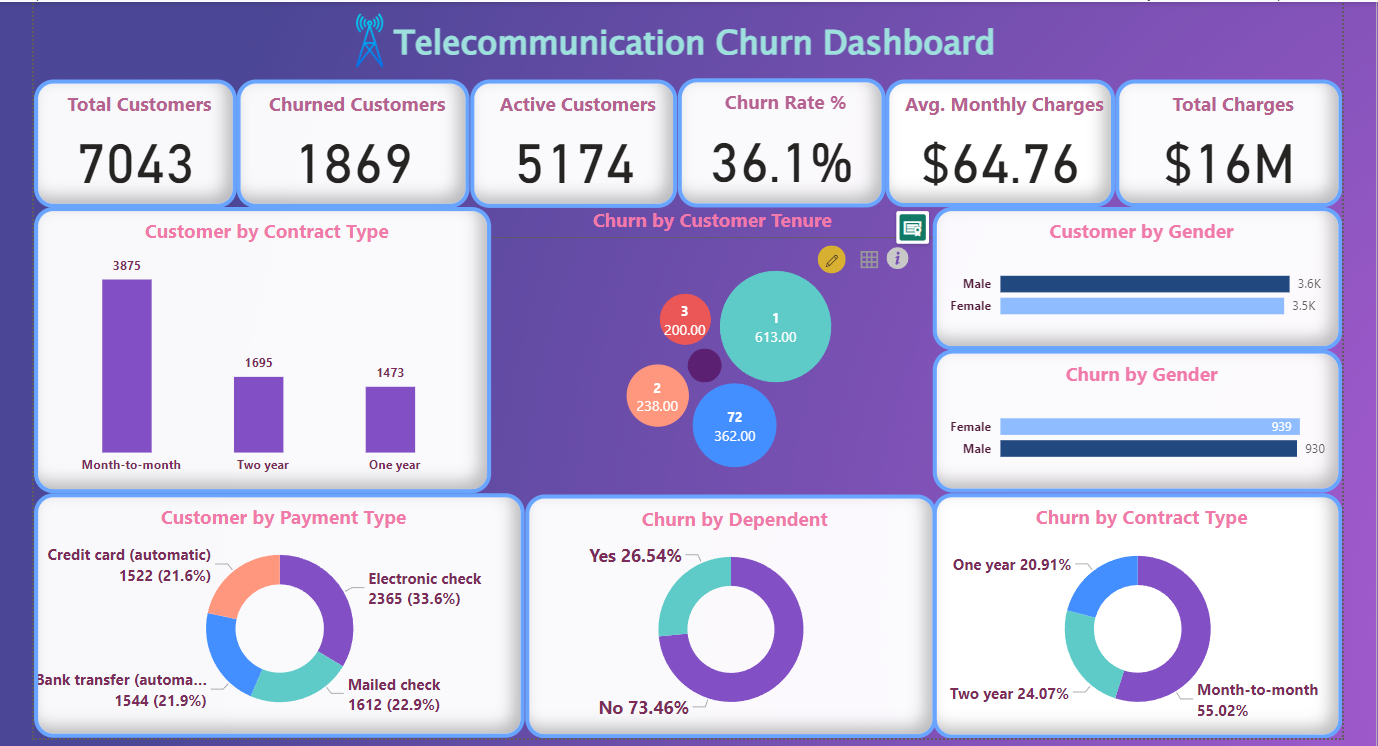 Telecommunication Churn Dashboard
Total Customers
7043
Churned Customers
1869
Active Customers
5174
Churn Rate %
36.1%
Avg. Monthly Charges
$64.76
Total Charges
$16M
Customer by Contract Type
3875
1695
1473
Month-to-month
Two year
One year
Churn by Customer Tenure
i
3
200.00
1
613.00
2
238.00
72
362.00
Customer by Gender
Male
3.6K
Female
3.5K
Churn by Gender
Female
939
Male
930
Customer by Payment Type
Credit card (automatic)
1522 (21.6%)
Electronic check
2365 (33.6%)
Bank transfer (automa...
1544 (21.9%)
Mailed check
1612 (22.9%)
Churn by Dependent
Yes 26.54%
No 73.46%
Churn by Contract Type
One year 20.91%
Two year 24.07%
Month-to-month
55.02%